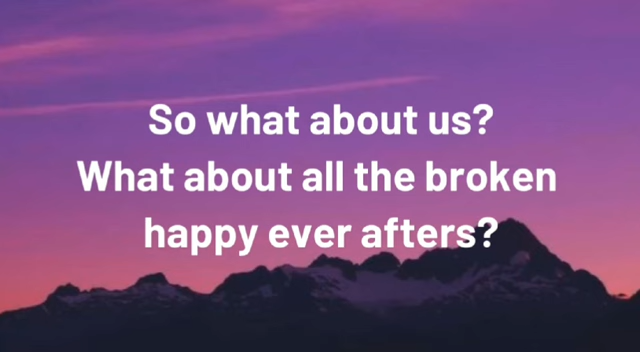 So what about us?
What about all the broken
happy ever afters?